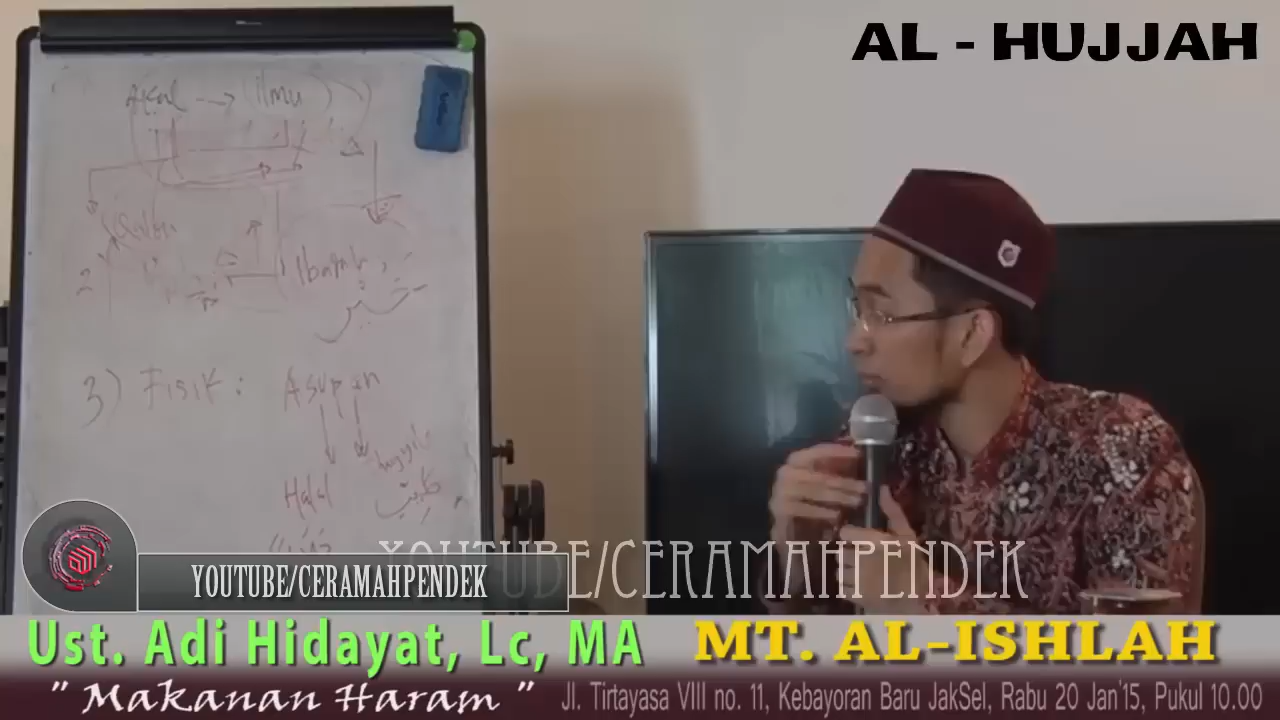 AL - HUJJAH
Akal → ilmu
Ibadah
3) Fisik : Asupan
Halal
YOUTUBE/CERAMAHPENDEK
YOUTUBE/CERAMAHPENDEK
Ust. Adi Hidayat, Lc, MA
MT. AL-ISHLAH
" Makanan Haram "
Jl. Tirtayasa VIII no. 11, Kebayoran Baru JakSel, Rabu 20 Jan'15, Pukul 10.00